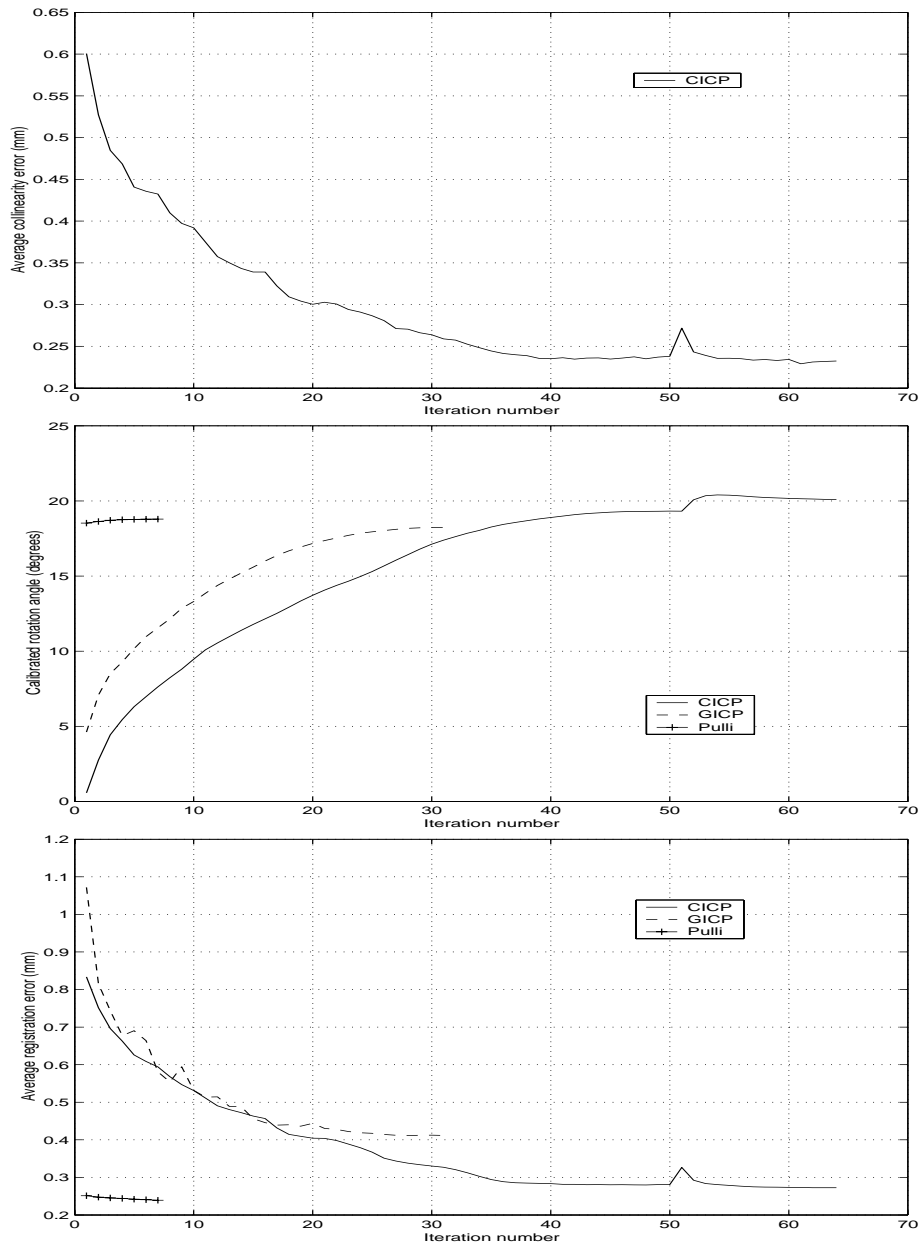 0.65
0.6
0.55
0.5
0.45
0.4
0.35
0.3
0.25
0.2
Average collinearity error (mm)
CICP
0 10 20 30 40 50 60 70
Iteration number
25
20
15
10
5
0
Calibrated rotation angle (degrees)
CICP
GICP
Pulli
0 10 20 30 40 50 60 70
Iteration number
1.2
1.1
1
0.9
0.8
0.7
0.6
0.5
0.4
0.3
0.2
Average registration error (mm)
CICP
GICP
Pulli
0 10 20 30 40 50 60 70
Iteration number